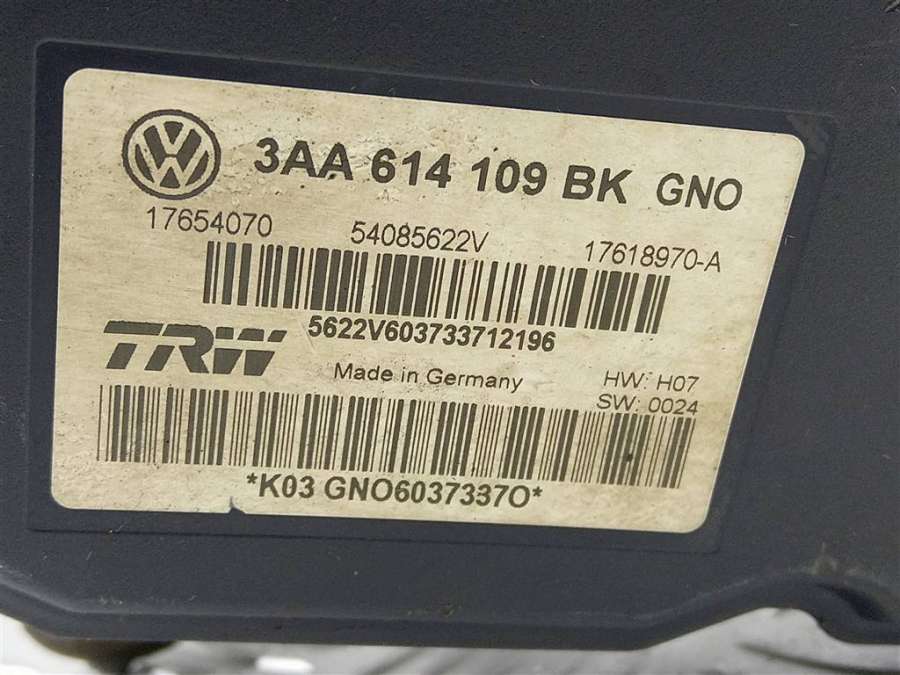 3AA 614 109 BK GNO
17654070 54085622V 17618970-A
5622V603733712196
TRW
Made in Germany
HW: H07
SW: 0024
*K03 GNO60373370*